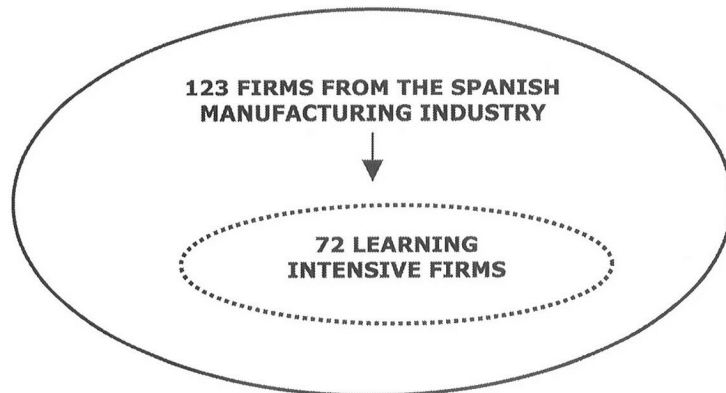 123 FIRMS FROM THE SPANISH
MANUFACTURING INDUSTRY
72 LEARNING
INTENSIVE FIRMS